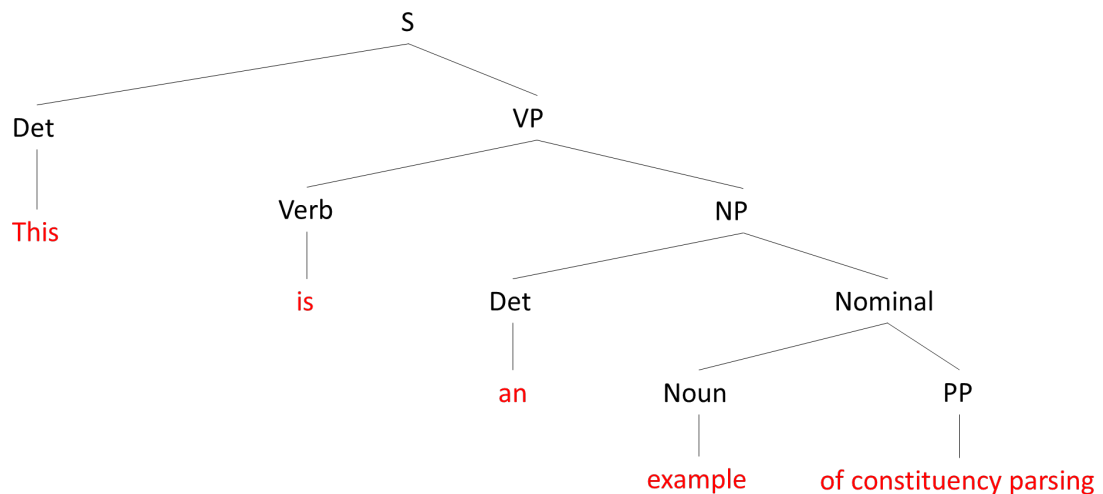 S
Det VP
This Verb NP
is Det Nominal
an Noun PP
example of constituency parsing